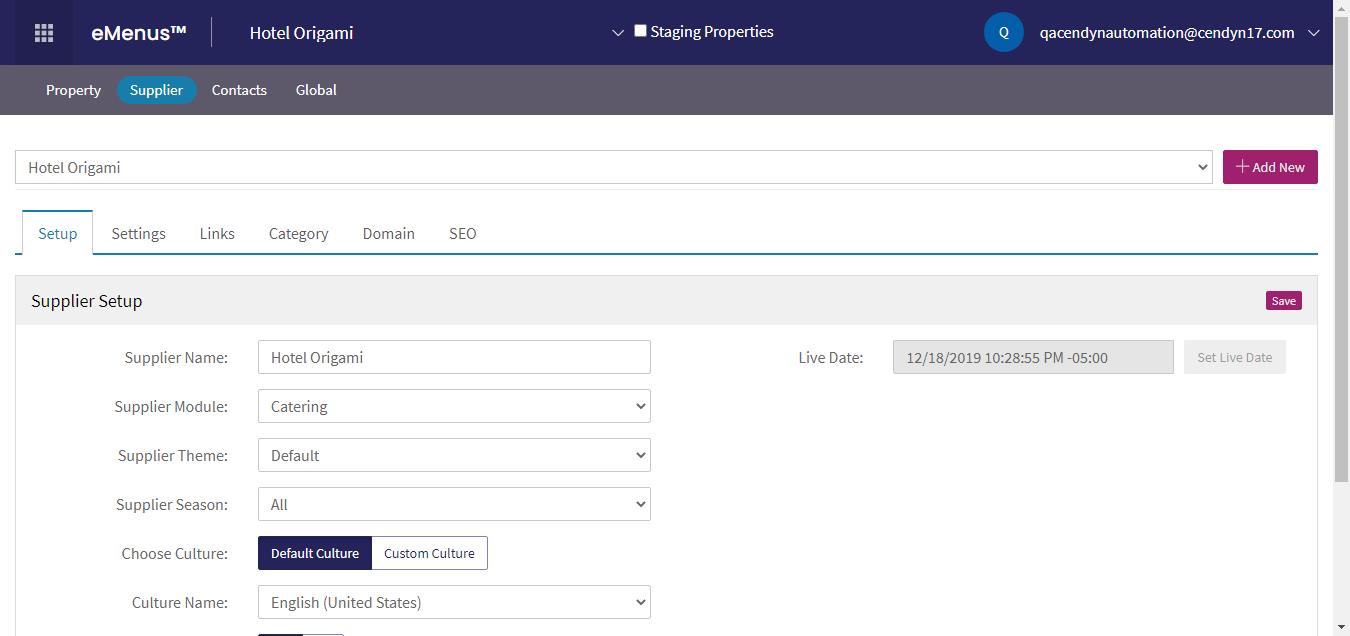 eMenus™ Hotel Origami Staging Properties Q qacendynautomation@cendyn17.com
Property Supplier Contacts Global
Hotel Origami Add New
Setup Settings Links Category Domain SEO
Supplier Setup Save
Supplier Name: Hotel Origami Live Date: 12/18/2019 10:28:55 PM -05:00 Set Live Date
Supplier Module: Catering
Supplier Theme: Default
Supplier Season: All
Choose Culture: Default Culture Custom Culture
Culture Name: English (United States)